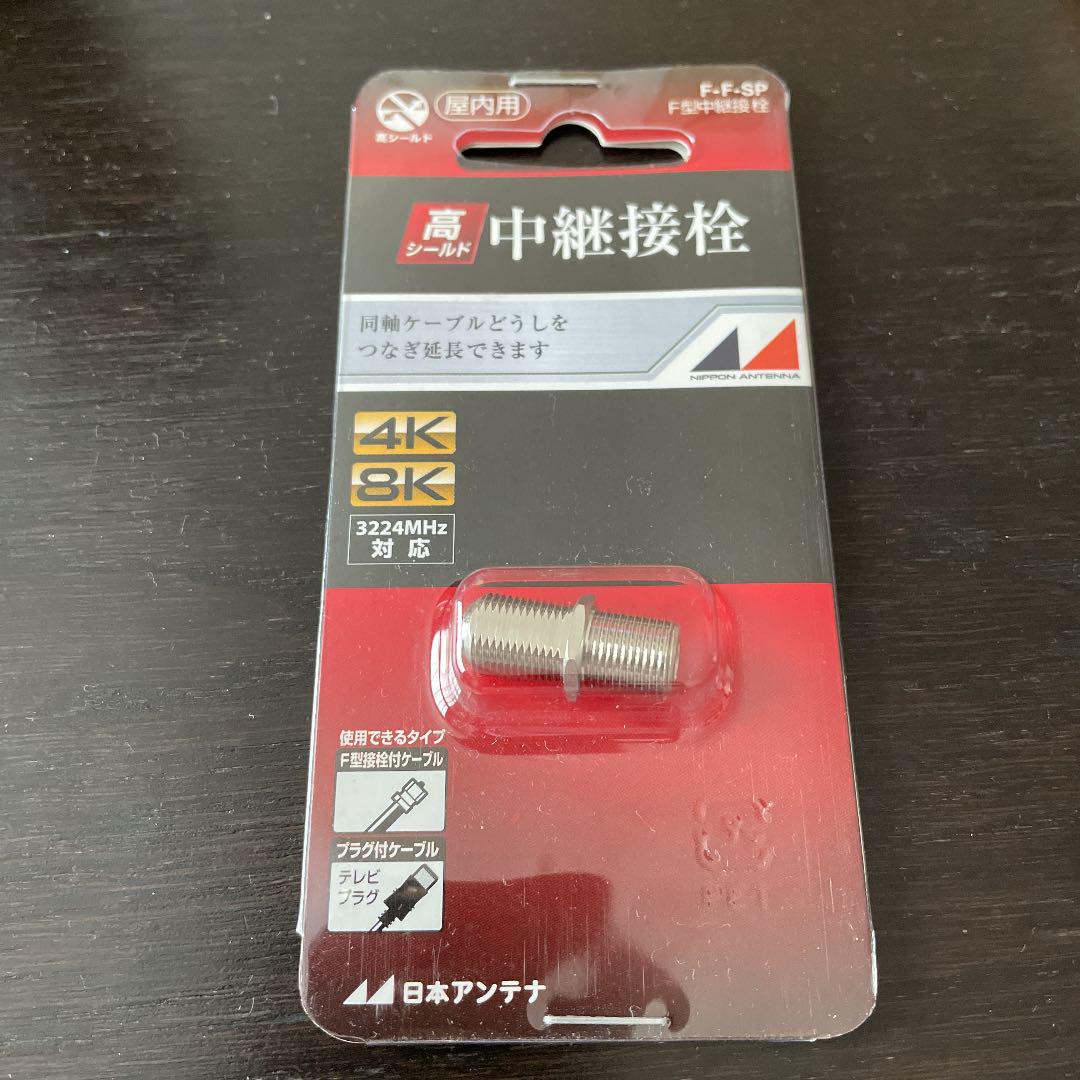 高シールド
屋内用
F-F-SP
F型中継接栓
高
シールド
中継接栓
同軸ケーブルどうしを
つなぎ延長できます
NIPPON ANTENNA
4K
8K
3224MHz
対応
使用できるタイプ
F型接栓付ケーブル
プラグ付ケーブル
テレビ
プラグ
日本アンテナ